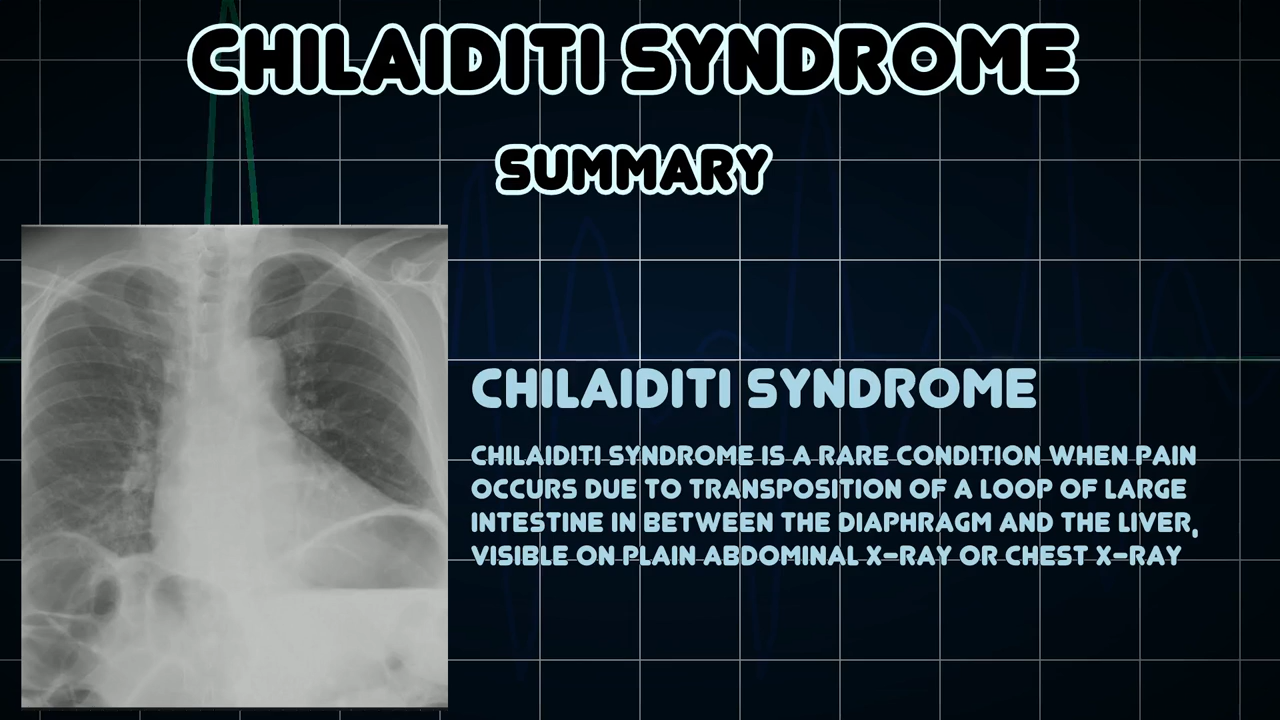 CHILAIDITI SYNDROME
SUMMARY
CHILAIDITI SYNDROME
CHILAIDITI SYNDROME IS A RARE CONDITION WHEN PAIN
OCCURS DUE TO TRANSPOSITION OF A LOOP OF LARGE
INTESTINE IN BETWEEN THE DIAPHRAGM AND THE LIVER,
VISIBLE ON PLAIN ABDOMINAL X-RAY OR CHEST X-RAY